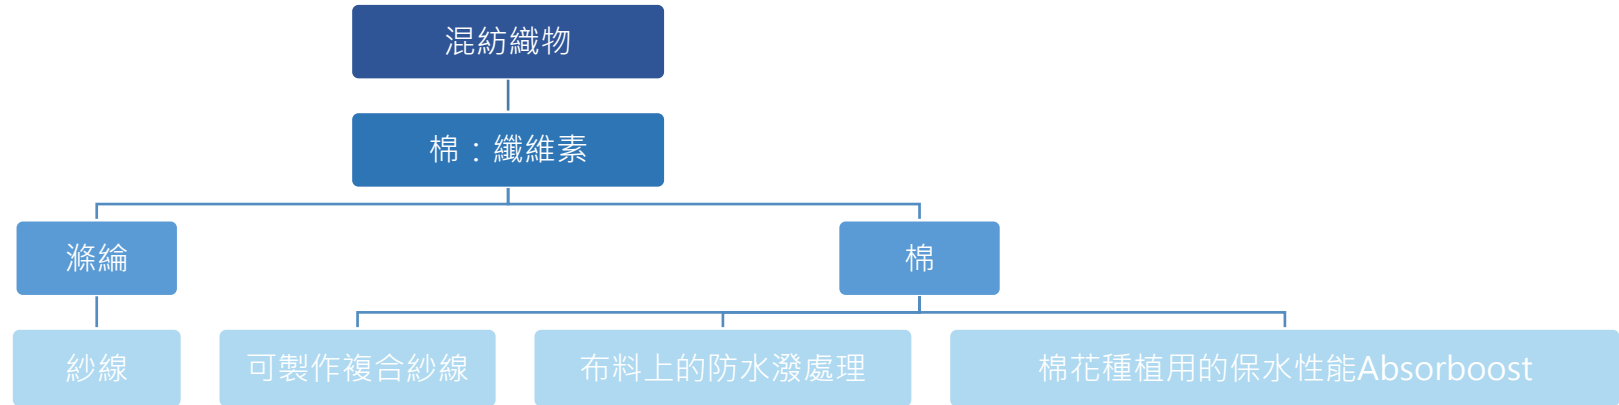 混紡織物
棉：纖維素
滌綸
棉
紗線
可製作複合紗線
布料上的防水潑處理
棉花種植用的保水性能Absorboost